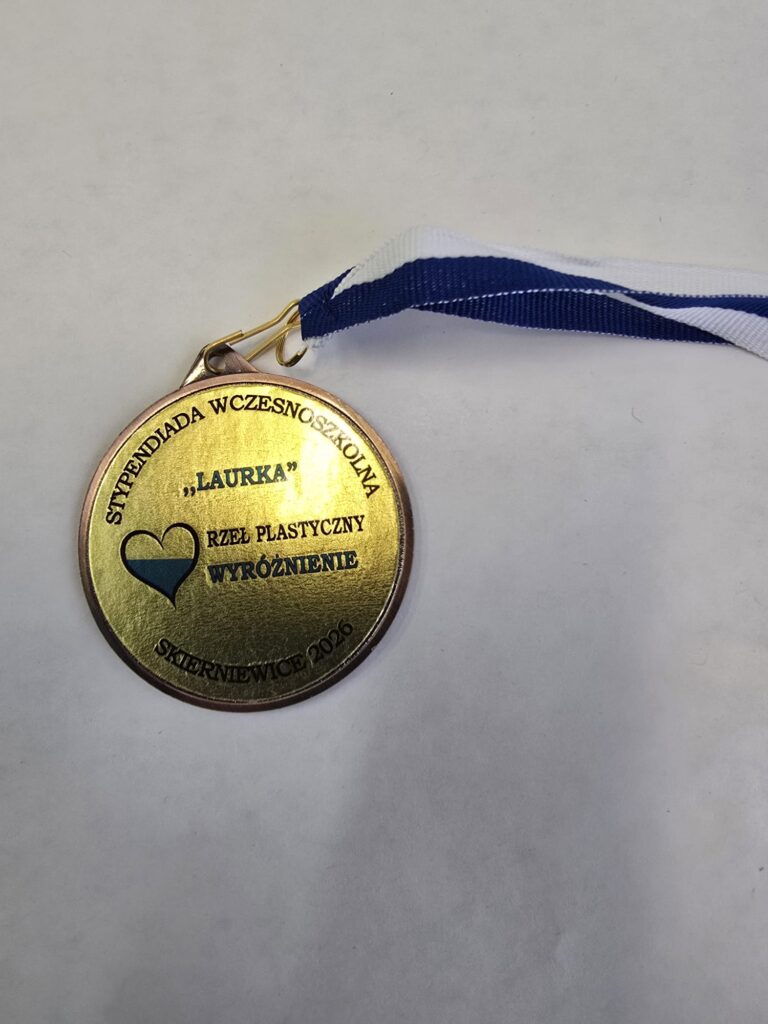 STYPENDIADA WCZESNOSZKOLNA
,,LAURKA”
RZEŁ PLASTYCZNY
WYRÓŻNIENIE
SKIERNIEWICE 2026